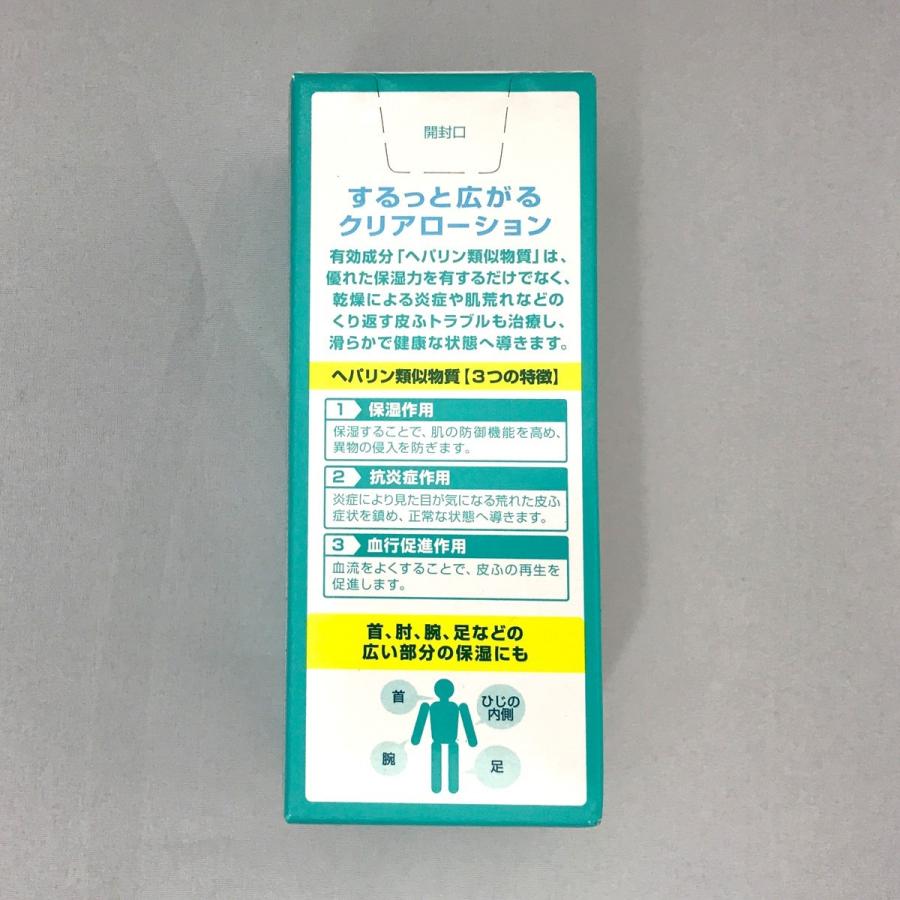 開封口
するっと広がる
クリアローション
有効成分「ヘパリン類似物質」は、
優れた保湿力を有するだけでなく、
乾燥による炎症や肌荒れなどの
くり返す皮ふトラブルも治療し、
滑らかで健康な状態へ導きます。
ヘパリン類似物質【3つの特徴】
1 保湿作用
保湿することで、肌の防御機能を高め、
異物の侵入を防ぎます。
2 抗炎症作用
炎症により見た目が気になる荒れた皮ふ
症状を鎮め、正常な状態へ導きます。
3 血行促進作用
血流をよくすることで、皮ふの再生を
促進します。
首、肘、腕、足などの
広い部分の保湿にも
首
ひじの
内側
腕
足